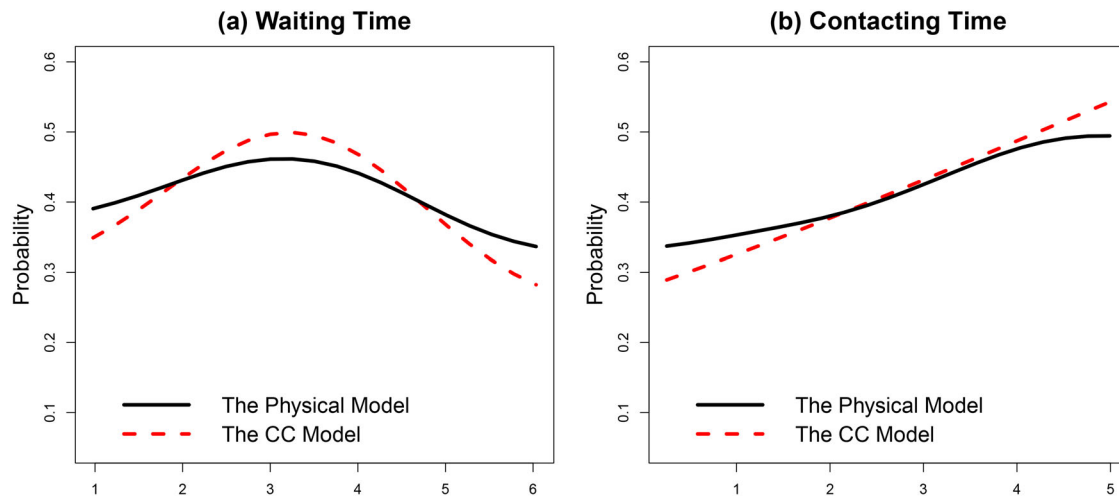 (a) Waiting Time
Probability
0.6
0.5
0.4
0.3
0.2
0.1
The Physical Model
The CC Model
1 2 3 4 5 6
(b) Contacting Time
Probability
0.6
0.5
0.4
0.3
0.2
0.1
The Physical Model
The CC Model
1 2 3 4 5